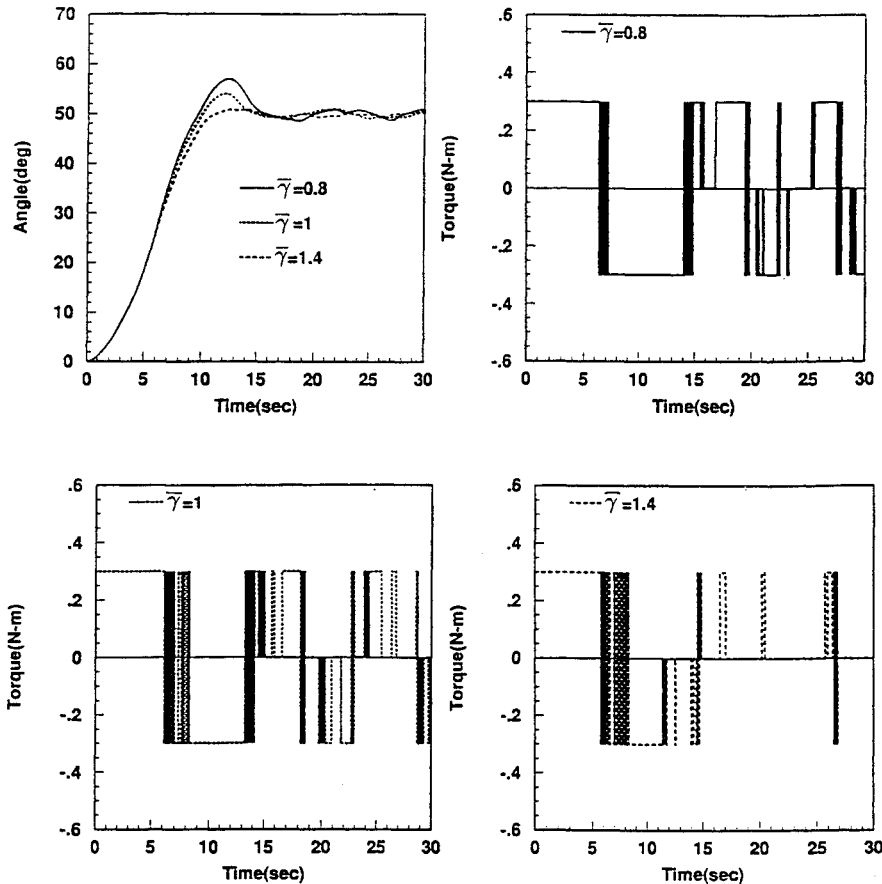 70
60
50
40
30
20
10
0
Angle(deg)
γ̅=0.8
γ̅=1
γ̅=1.4
0 5 10 15 20 25 30
Time(sec)
.6
.4
.2
0
-.2
-.4
-.6
Torque(N-m)
γ̅=0.8
0 5 10 15 20 25 30
Time(sec)
.6
.4
.2
0
-.2
-.4
-.6
Torque(N-m)
γ̅=1
0 5 10 15 20 25 30
Time(sec)
.6
.4
.2
0
-.2
-.4
-.6
Torque(N-m)
γ̅=1.4
0 5 10 15 20 25 30
Time(sec)